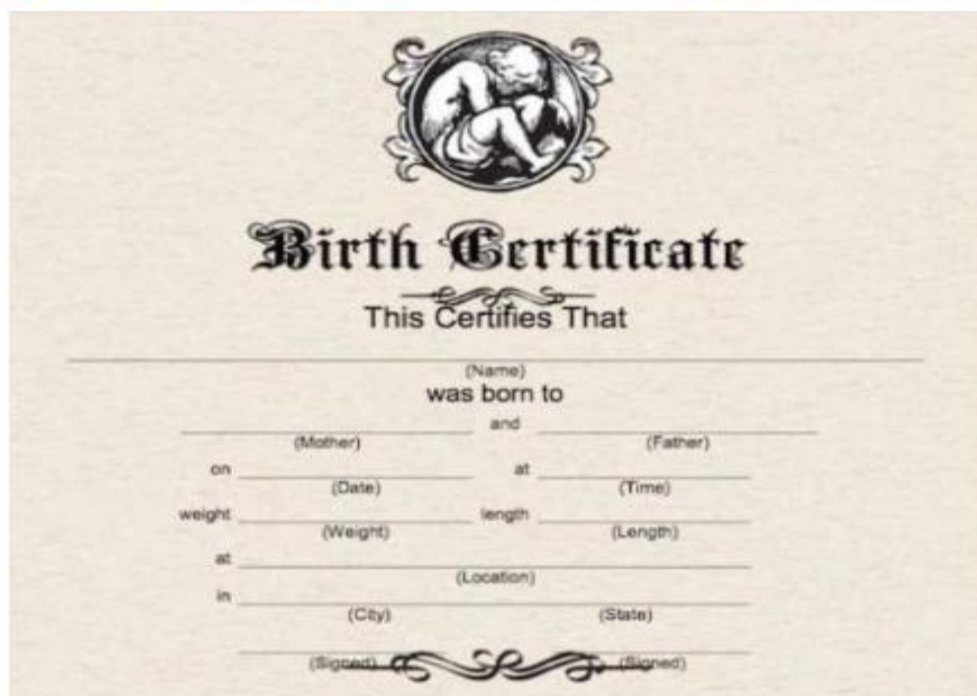 Birth Certificate
This Certifies That
(Name)
was born to
and
(Mother) (Father)
on at
(Date) (Time)
weight length
(Weight) (Length)
at
(Location)
in
(City) (State)
(Signed) (Signed)